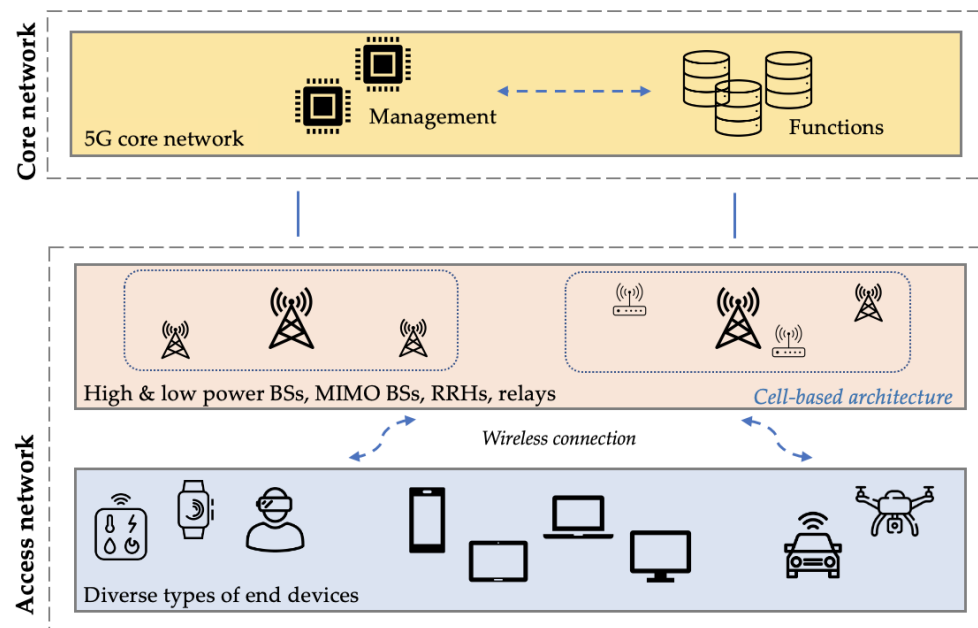 Core network
Management
Functions
5G core network
Access network
High & low power BSs, MIMO BSs, RRHs, relays
Cell-based architecture
Wireless connection
Diverse types of end devices